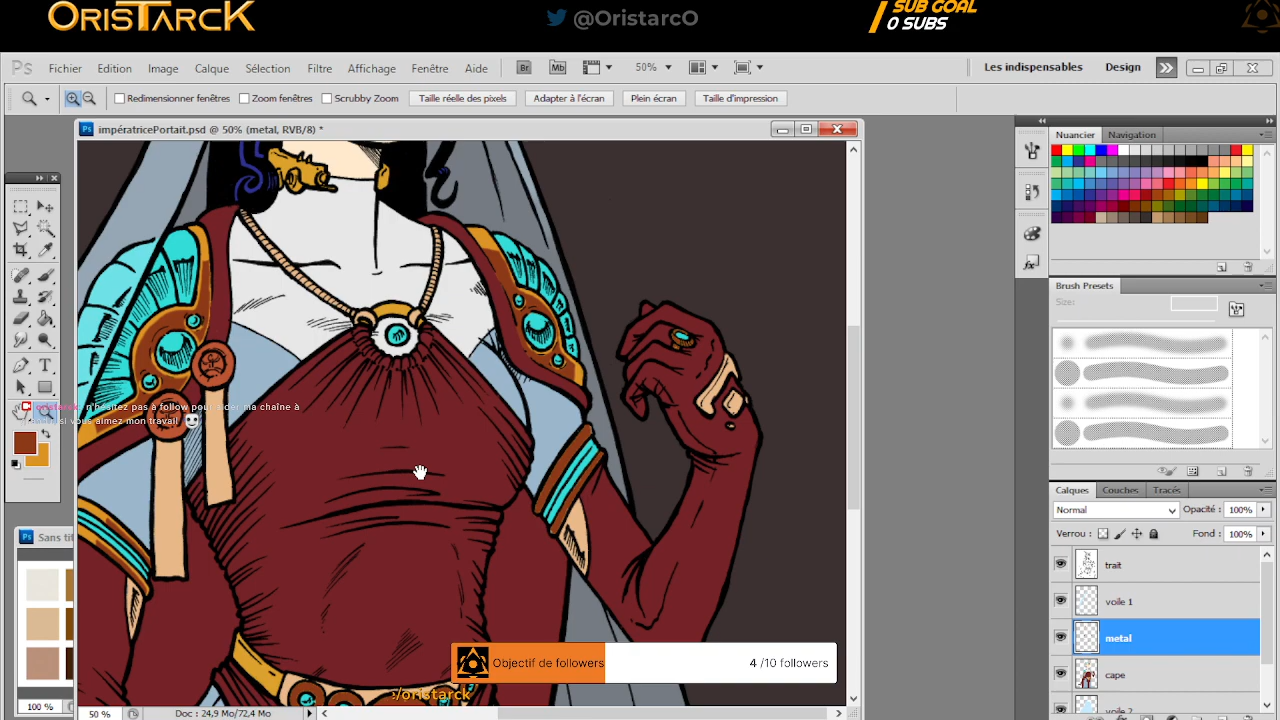 ORISTARCK
@OristarcO
SUB GOAL
0 SUBS
Ps Fichier Edition Image Calque Sélection Filtre Affichage Fenêtre Aide Br Mb 50% Les indispensables Design
Redimensionner fenêtres Zoom fenêtres Scrubby Zoom Taille réelle des pixels Adapter à l'écran Plein écran Taille d'impression
impératricePortait.psd @ 50% (metal, RVB/8) *
Nuancier Navigation
Brush Presets
Size:
oristarck: n'hésitez pas à follow pour aider ma chaîne à
si vous aimez mon travail
Calques Couches Tracés
Normal Opacité : 100%
Verrou : Fond : 100%
trait
voile 1
metal
cape
voile 2
Sans tit
100 %
Objectif de followers 4 /10 followers
:/oristarck
50 % Doc : 24,9 Mo/72,4 Mo